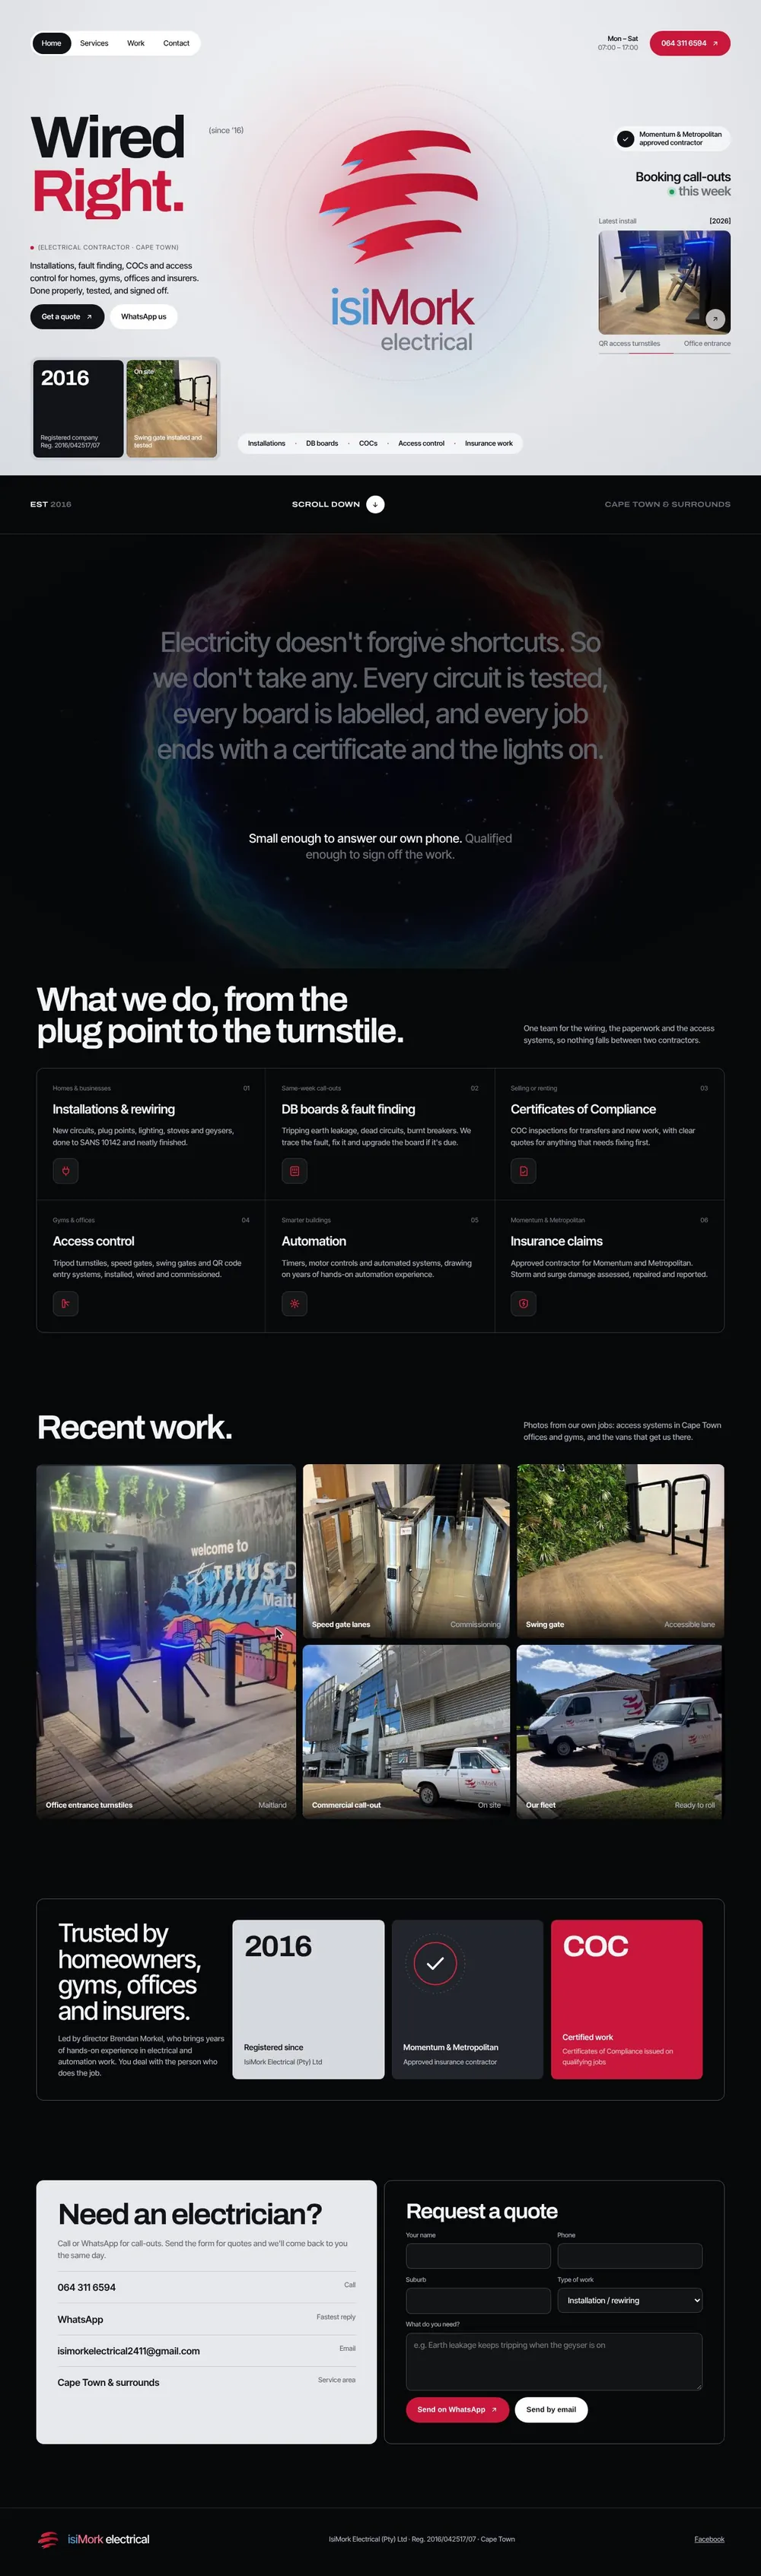 Home
Services
Work
Contact
Mon – Sat
07:00 – 17:00
064 311 6594
Wired
Right.
(since '16)
(ELECTRICAL CONTRACTOR · CAPE TOWN)
Installations, fault finding, COCs and access
control for homes, gyms, offices and insurers.
Done properly, tested, and signed off.
Get a quote
WhatsApp us
2016
Registered company
Reg. 2016/042517/07
On site
Swing gate installed and
tested
isiMork
electrical
Momentum & Metropolitan
approved contractor
Booking call-outs
this week
Latest install
[2026]
QR access turnstiles
Office entrance
Installations · DB boards · COCs · Access control · Insurance work
EST 2016
SCROLL DOWN
CAPE TOWN & SURROUNDS
Electricity doesn't forgive shortcuts. So
we don't take any. Every circuit is tested,
every board is labelled, and every job
ends with a certificate and the lights on.
Small enough to answer our own phone. Qualified
enough to sign off the work.
What we do, from the
plug point to the turnstile.
One team for the wiring, the paperwork and the access
systems, so nothing falls between two contractors.
Homes & businesses
01
Installations & rewiring
New circuits, plug points, lighting, stoves and geysers,
done to SANS 10142 and neatly finished.
Same-week call-outs
02
DB boards & fault finding
Tripping earth leakage, dead circuits, burnt breakers. We
trace the fault, fix it and upgrade the board if it's due.
Selling or renting
03
Certificates of Compliance
COC inspections for transfers and new work, with clear
quotes for anything that needs fixing first.
Gyms & offices
04
Access control
Tripod turnstiles, speed gates, swing gates and QR code
entry systems, installed, wired and commissioned.
Smarter buildings
05
Automation
Timers, motor controls and automated systems, drawing
on years of hands-on automation experience.
Momentum & Metropolitan
06
Insurance claims
Approved contractor for Momentum and Metropolitan.
Storm and surge damage assessed, repaired and reported.
Recent work.
Photos from our own jobs: access systems in Cape Town
offices and gyms, and the vans that get us there.
welcome to
TELUS D
Maitl
Office entrance turnstiles
Maitland
Speed gate lanes
Commissioning
Swing gate
Accessible lane
Commercial call-out
On site
Our fleet
Ready to roll
Trusted by
homeowners,
gyms, offices
and insurers.
Led by director Brendan Morkel, who brings years
of hands-on experience in electrical and
automation work. You deal with the person who
does the job.
2016
Registered since
IsiMork Electrical (Pty) Ltd
Momentum & Metropolitan
Approved insurance contractor
COC
Certified work
Certificates of Compliance issued on
qualifying jobs
Need an electrician?
Call or WhatsApp for call-outs. Send the form for quotes and we'll come back to you
the same day.
064 311 6594
Call
WhatsApp
Fastest reply
isimorkelectrical2411@gmail.com
Email
Cape Town & surrounds
Service area
Request a quote
Your name
Phone
Suburb
Type of work
Installation / rewiring
What do you need?
e.g. Earth leakage keeps tripping when the geyser is on
Send on WhatsApp
Send by email
isiMork electrical
IsiMork Electrical (Pty) Ltd · Reg. 2016/042517/07 · Cape Town
Facebook